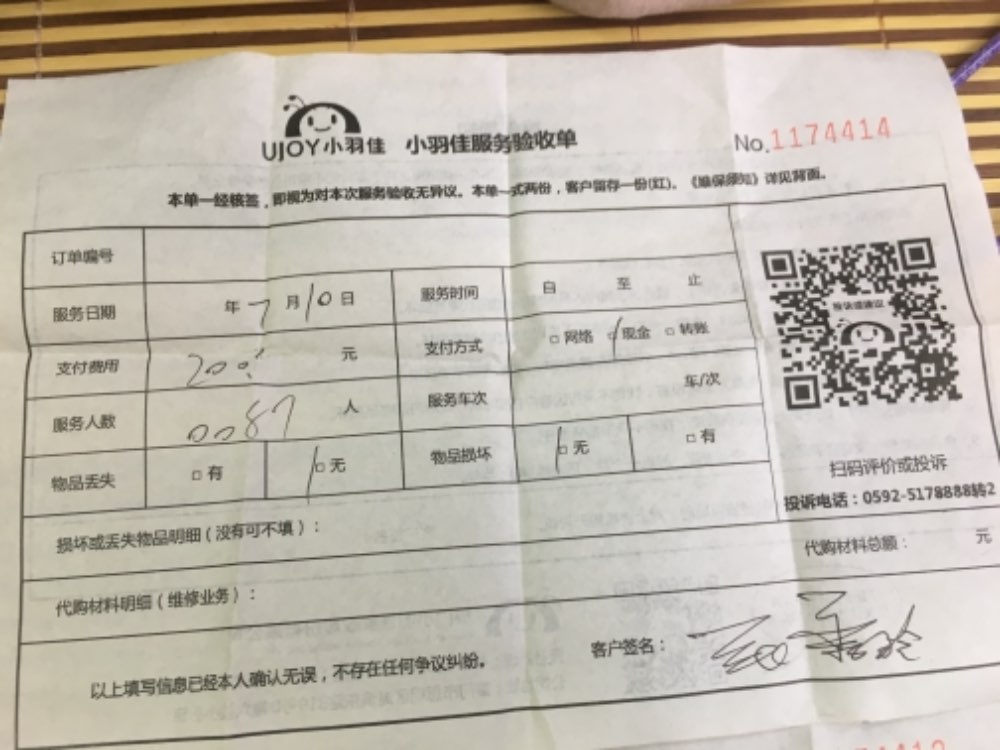 UJOY小羽佳 小羽佳服务验收单 No.1174414
本单一经核签,即视为对本次服务验收无异议。本单一式两份,客户留存一份(红)。《维保须知》详见背面。
订单编号
服务日期 年 7 月 10 日 服务时间 自 至 止
支付费用 200 元 支付方式 □网络 □现金 □转账
服务人数 0087 人 服务车次 车/次
物品丢失 □有 □无 物品损坏 □无 □有
扫码评价或投诉
投诉电话:0592-5178888转2
损坏或丢失物品明细(没有可不填):
代购材料明细(维修业务): 代购材料总额: 元
以上填写信息已经本人确认无误,不存在任何争议纠纷。 客户签名: